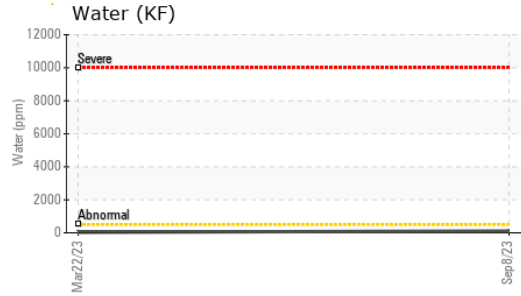 Water (KF)
12000
Severe
10000
8000
6000
4000
2000
Abnormal
0
Water (ppm)
Mar22/23
Sep8/23